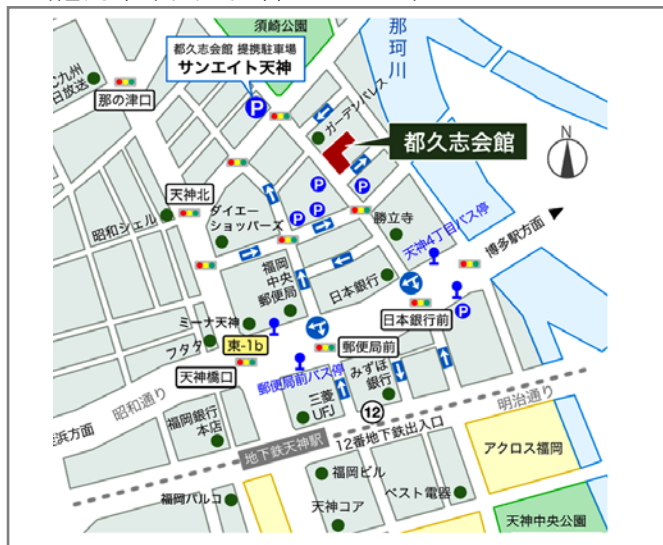 須崎公園
那珂川
都久志会館 提携駐車場
サンエイト天神
P
九州
日放送
那の津口
ガーデンパレス
都久志会館
N
天神北
昭和シェル
ダイエー
ショッパーズ
P
P
P
P
勝立寺
天神4丁目バス停
博多駅方面
福岡
中央
郵便局
日本銀行
ミーナ天神
フタタ
東-1b
日本銀行前
P
郵便局前
天神橋口
郵便局前バス停
みずほ
銀行
昭和通り
三菱
UFJ
12
明治通り
福岡銀行
本店
浜方面
地下鉄天神駅
12番地下鉄出入口
アクロス福岡
福岡ビル
福岡パルコ
天神コア
ベスト電器
天神中央公園